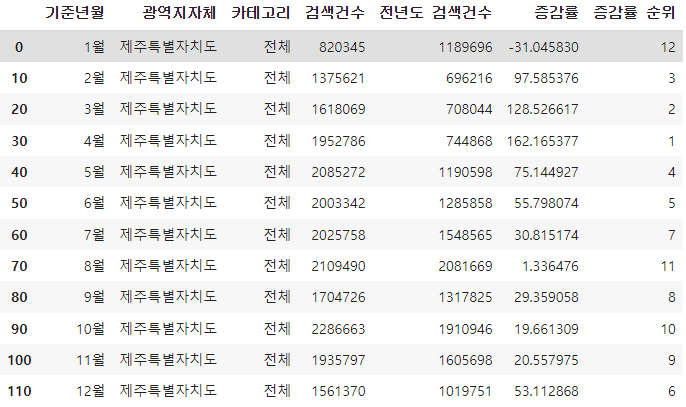 기준년월 광역지자체 카테고리 검색건수 전년도 검색건수 증감률 증감률 순위
0 1월 제주특별자치도 전체 820345 1189696 -31.045830 12
10 2월 제주특별자치도 전체 1375621 696216 97.585376 3
20 3월 제주특별자치도 전체 1618069 708044 128.526617 2
30 4월 제주특별자치도 전체 1952786 744868 162.165377 1
40 5월 제주특별자치도 전체 2085272 1190598 75.144927 4
50 6월 제주특별자치도 전체 2003342 1285858 55.798074 5
60 7월 제주특별자치도 전체 2025758 1548565 30.815174 7
70 8월 제주특별자치도 전체 2109490 2081669 1.336476 11
80 9월 제주특별자치도 전체 1704726 1317825 29.359058 8
90 10월 제주특별자치도 전체 2286663 1910946 19.661309 10
100 11월 제주특별자치도 전체 1935797 1605698 20.557975 9
110 12월 제주특별자치도 전체 1561370 1019751 53.112868 6